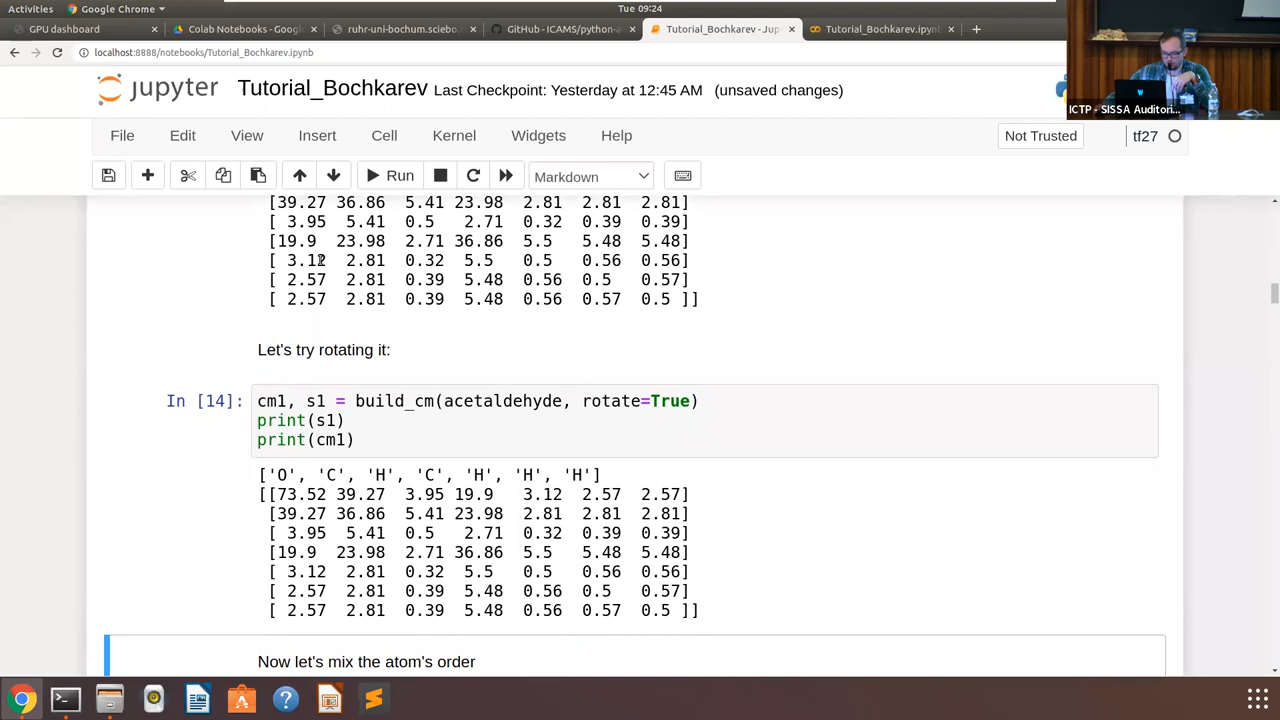 Activities Google Chrome Tue 09:24
GPU dashboard × Colab Notebooks - Google × ruhr-uni-bochum.sciebo. × GitHub - ICAMS/python-a × Tutorial_Bochkarev - Jup × Tutorial_Bochkarev.ipynb × +
localhost:8888/notebooks/Tutorial_Bochkarev.ipynb
ICTP - SISSA Auditori...
jupyter Tutorial_Bochkarev Last Checkpoint: Yesterday at 12:45 AM (unsaved changes)
File Edit View Insert Cell Kernel Widgets Help Not Trusted tf27
Run Markdown
[39.27 36.86 5.41 23.98 2.81 2.81 2.81]
[ 3.95 5.41 0.5 2.71 0.32 0.39 0.39]
[19.9 23.98 2.71 36.86 5.5 5.48 5.48]
[ 3.12 2.81 0.32 5.5 0.5 0.56 0.56]
[ 2.57 2.81 0.39 5.48 0.56 0.5 0.57]
[ 2.57 2.81 0.39 5.48 0.56 0.57 0.5 ]]
Let's try rotating it:
In [14]: cm1, s1 = build_cm(acetaldehyde, rotate=True)
print(s1)
print(cm1)
['O', 'C', 'H', 'C', 'H', 'H', 'H']
[[73.52 39.27 3.95 19.9 3.12 2.57 2.57]
[39.27 36.86 5.41 23.98 2.81 2.81 2.81]
[ 3.95 5.41 0.5 2.71 0.32 0.39 0.39]
[19.9 23.98 2.71 36.86 5.5 5.48 5.48]
[ 3.12 2.81 0.32 5.5 0.5 0.56 0.56]
[ 2.57 2.81 0.39 5.48 0.56 0.5 0.57]
[ 2.57 2.81 0.39 5.48 0.56 0.57 0.5 ]]
Now let's mix the atom's order